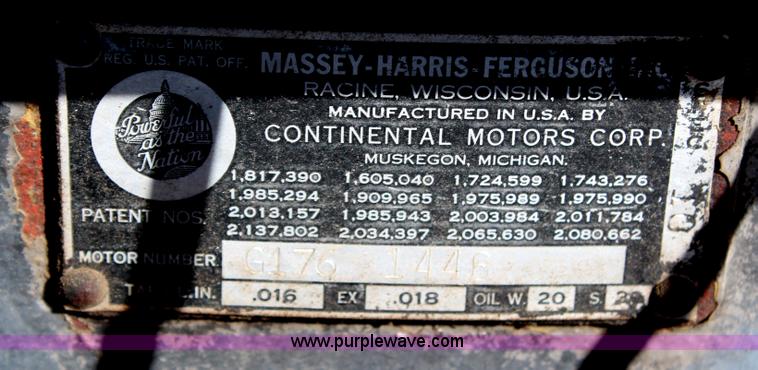 TRADE MARK
REG. U.S. PAT. OFF.
Powerful
as the
Nation
MASSEY-HARRIS-FERGUSON
RACINE, WISCONSIN, U.S.A.
MANUFACTURED IN U.S.A. BY
CONTINENTAL MOTORS CORP.
MUSKEGON, MICHIGAN.
1,817,390 1,605,040 1,724,599 1,743,276
1,985,294 1,909,965 1,975,989 1,975,990
PATENT NOS. 2,013,157 1,985,943 2,003,984 2,011,784
2,137,802 2,034,397 2,065,630 2,080,662
MOTOR NUMBER G176 1446
IN. .016 EX .018 OIL W. 20 S.
www.purplewave.com